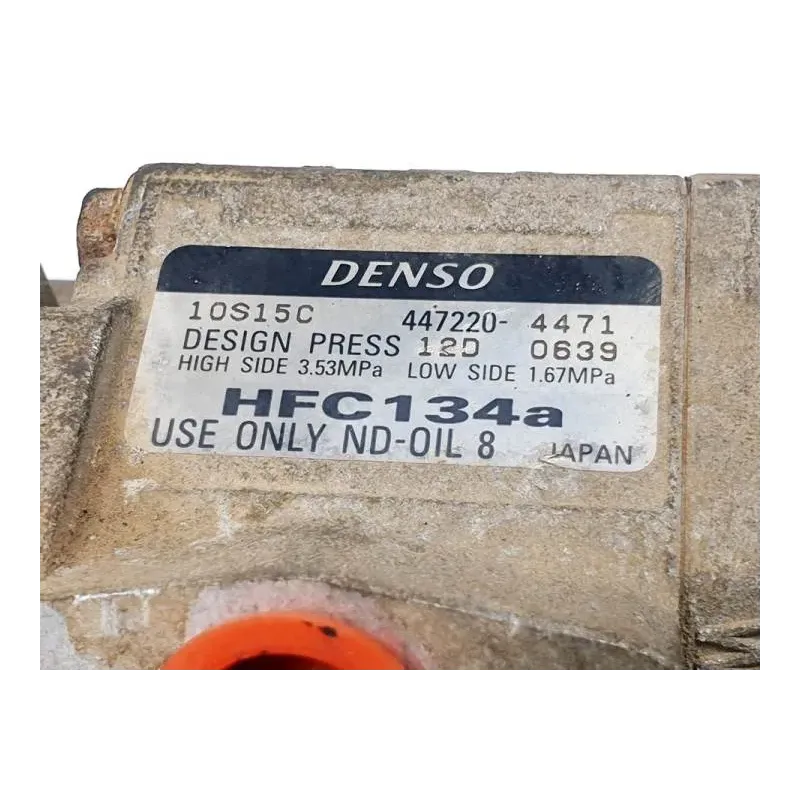 DENSO
10S15C 447220- 4471
DESIGN PRESS 12D 0639
HIGH SIDE 3.53MPa LOW SIDE 1.67MPa
HFC134a
USE ONLY ND-OIL 8 JAPAN